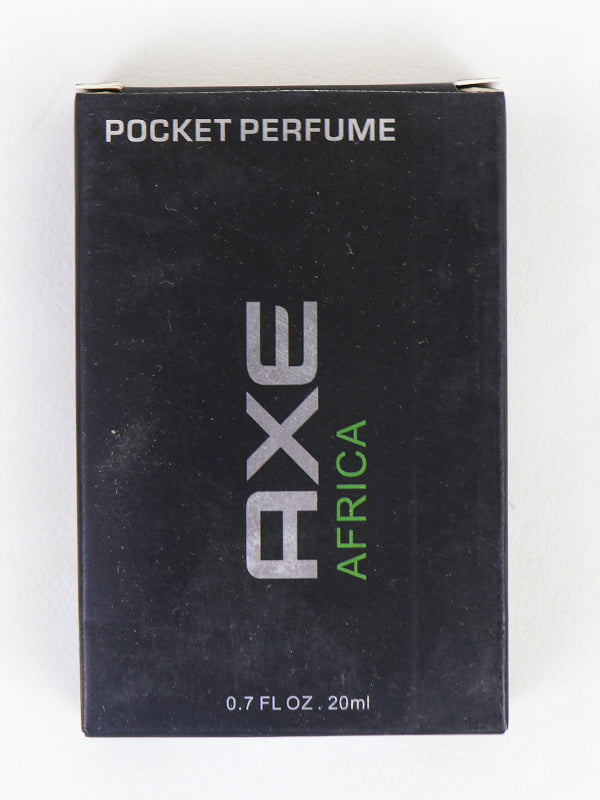 POCKET PERFUME
AXE
AFRICA
0.7 FL OZ . 20ml